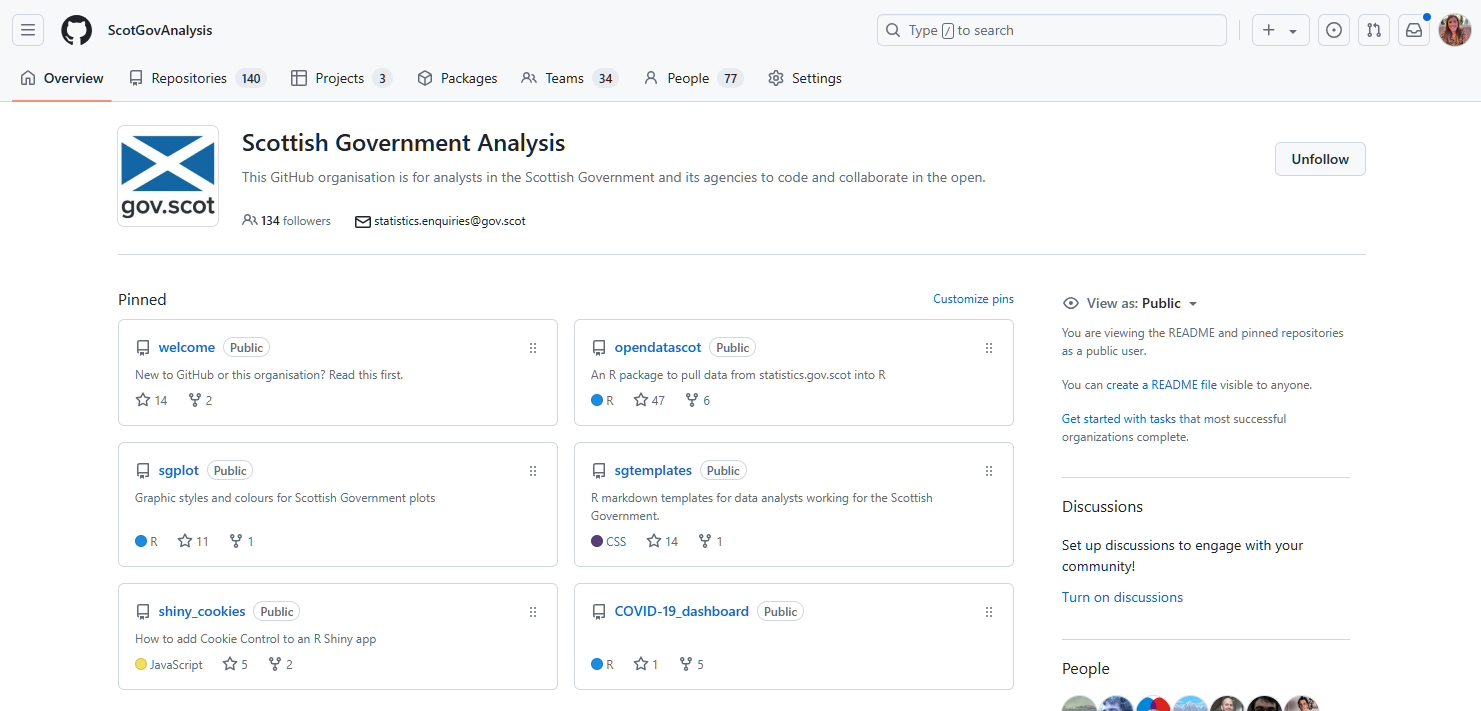 ScotGovAnalysis
Type / to search
Overview Repositories 140 Projects 3 Packages Teams 34 People 77 Settings
gov.scot
Scottish Government Analysis
Unfollow
This GitHub organisation is for analysts in the Scottish Government and its agencies to code and collaborate in the open.
134 followers statistics.enquiries@gov.scot
Pinned
Customize pins
welcome Public
New to GitHub or this organisation? Read this first.
14 2
opendatascot Public
An R package to pull data from statistics.gov.scot into R
R 47 6
sgplot Public
Graphic styles and colours for Scottish Government plots
R 11 1
sgtemplates Public
R markdown templates for data analysts working for the Scottish
Government.
CSS 14 1
shiny_cookies Public
How to add Cookie Control to an R Shiny app
JavaScript 5 2
COVID-19_dashboard Public
R 1 5
View as: Public
You are viewing the README and pinned repositories
as a public user.
You can create a README file visible to anyone.
Get started with tasks that most successful
organizations complete.
Discussions
Set up discussions to engage with your
community!
Turn on discussions
People